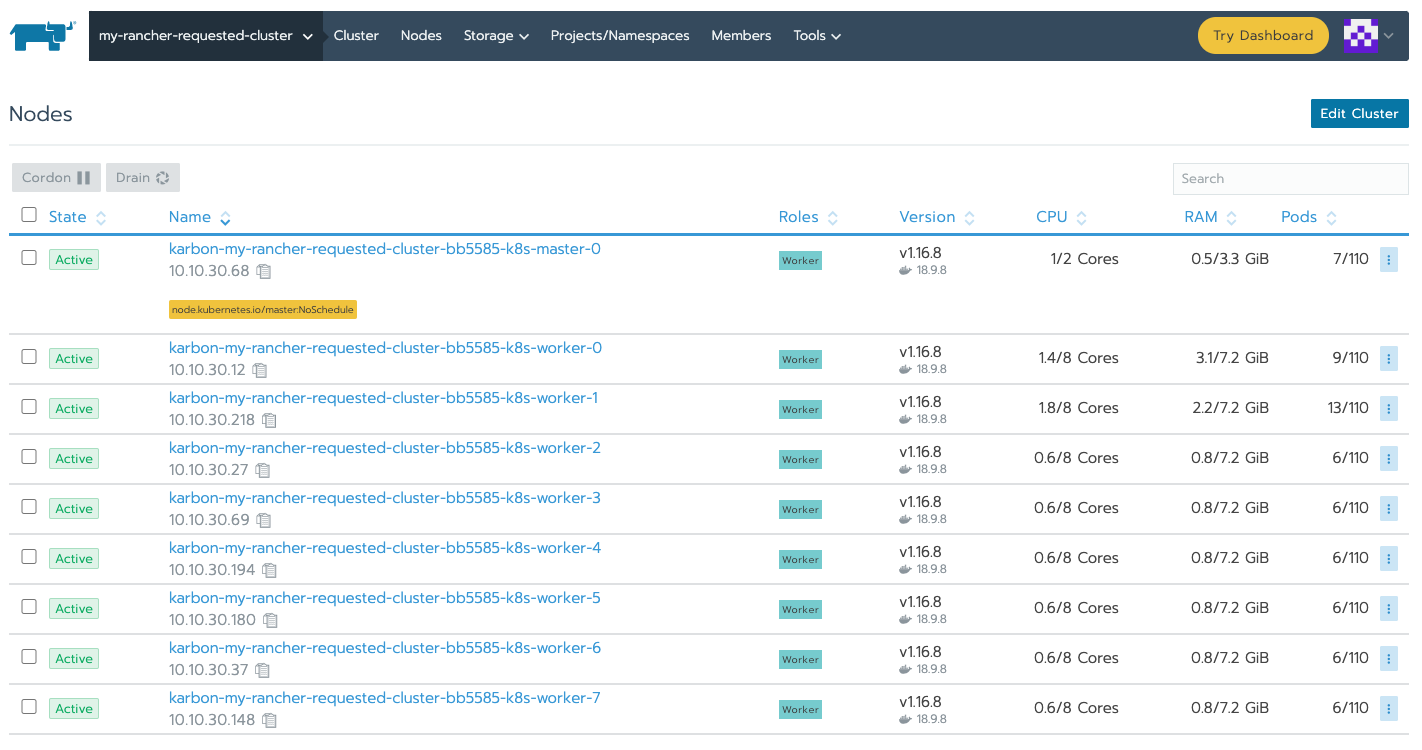 my-rancher-requested-cluster Cluster Nodes Storage Projects/Namespaces Members Tools Try Dashboard
Nodes Edit Cluster
Cordon Drain Search
State Name Roles Version CPU RAM Pods
karbon-my-rancher-requested-cluster-bb5585-k8s-master-0
Active 10.10.30.68 Worker v1.16.8 18.9.8 1/2 Cores 0.5/3.3 GiB 7/110
node.kubernetes.io/master:NoSchedule
karbon-my-rancher-requested-cluster-bb5585-k8s-worker-0
Active 10.10.30.12 Worker v1.16.8 18.9.8 1.4/8 Cores 3.1/7.2 GiB 9/110
karbon-my-rancher-requested-cluster-bb5585-k8s-worker-1
Active 10.10.30.218 Worker v1.16.8 18.9.8 1.8/8 Cores 2.2/7.2 GiB 13/110
karbon-my-rancher-requested-cluster-bb5585-k8s-worker-2
Active 10.10.30.27 Worker v1.16.8 18.9.8 0.6/8 Cores 0.8/7.2 GiB 6/110
karbon-my-rancher-requested-cluster-bb5585-k8s-worker-3
Active 10.10.30.69 Worker v1.16.8 18.9.8 0.6/8 Cores 0.8/7.2 GiB 6/110
karbon-my-rancher-requested-cluster-bb5585-k8s-worker-4
Active 10.10.30.194 Worker v1.16.8 18.9.8 0.6/8 Cores 0.8/7.2 GiB 6/110
karbon-my-rancher-requested-cluster-bb5585-k8s-worker-5
Active 10.10.30.180 Worker v1.16.8 18.9.8 0.6/8 Cores 0.8/7.2 GiB 6/110
karbon-my-rancher-requested-cluster-bb5585-k8s-worker-6
Active 10.10.30.37 Worker v1.16.8 18.9.8 0.6/8 Cores 0.8/7.2 GiB 6/110
karbon-my-rancher-requested-cluster-bb5585-k8s-worker-7
Active 10.10.30.148 Worker v1.16.8 18.9.8 0.6/8 Cores 0.8/7.2 GiB 6/110